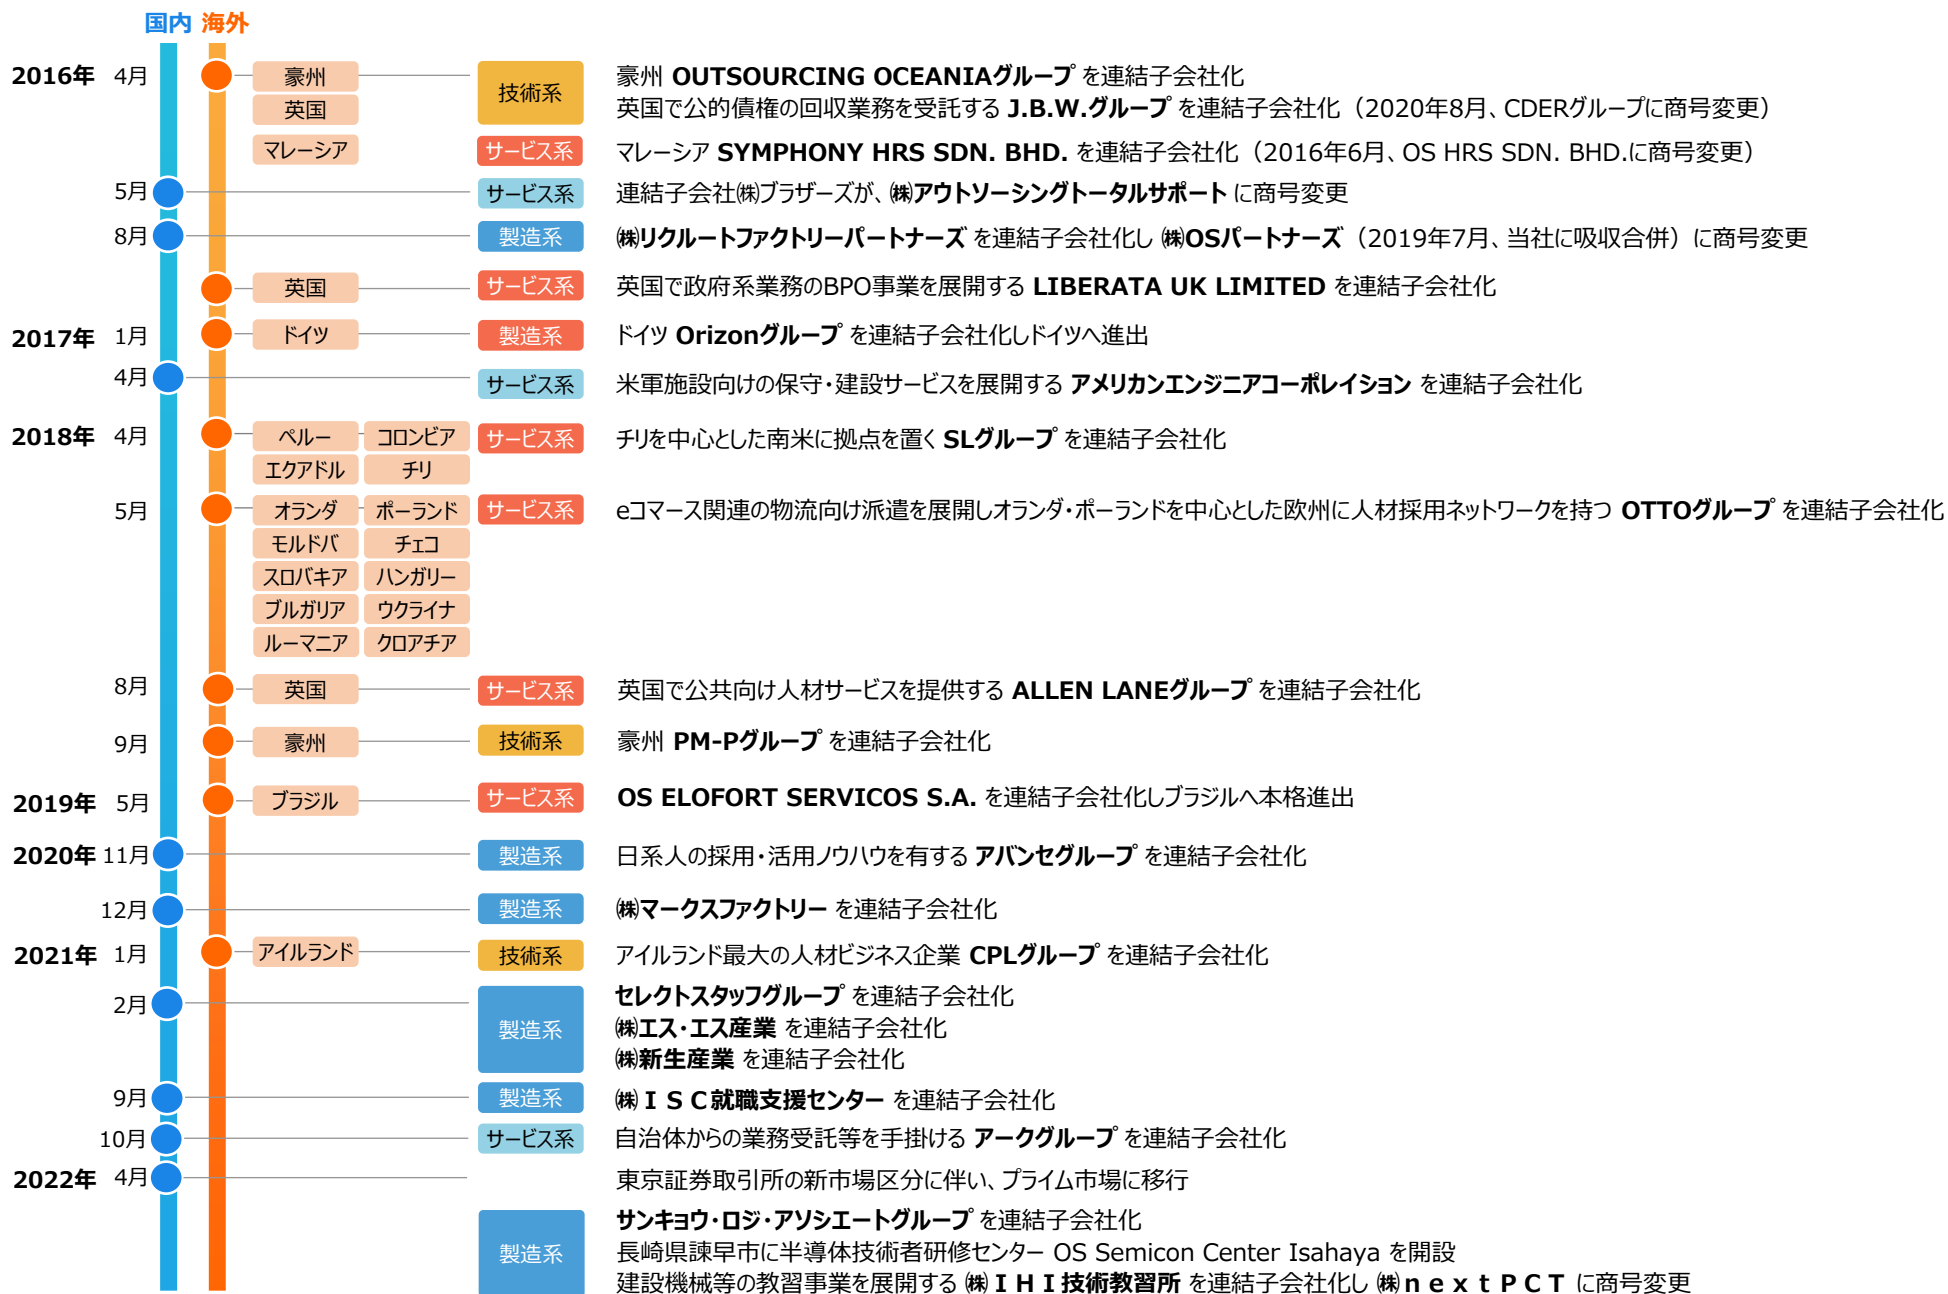 国内 海外
2016年 4月 豪州 技術系 豪州 OUTSOURCING OCEANIAグループ を連結子会社化
英国 英国で公的債権の回収業務を受託する J.B.W.グループ を連結子会社化（2020年8月、CDERグループに商号変更）
マレーシア サービス系 マレーシア SYMPHONY HRS SDN. BHD. を連結子会社化（2016年6月、OS HRS SDN. BHD.に商号変更）
5月 サービス系 連結子会社㈱ブラザーズが、㈱アウトソーシングトータルサポート に商号変更
8月 製造系 ㈱リクルートファクトリーパートナーズ を連結子会社化し ㈱OSパートナーズ（2019年7月、当社に吸収合併）に商号変更
英国 サービス系 英国で政府系業務のBPO事業を展開する LIBERATA UK LIMITED を連結子会社化
2017年 1月 ドイツ 製造系 ドイツ Orizonグループ を連結子会社化しドイツへ進出
4月 サービス系 米軍施設向けの保守・建設サービスを展開する アメリカンエンジニアコーポレイション を連結子会社化
2018年 4月 ペルー コロンビア サービス系 チリを中心とした南米に拠点を置く SLグループ を連結子会社化
エクアドル チリ
5月 オランダ ポーランド サービス系 eコマース関連の物流向け派遣を展開しオランダ・ポーランドを中心とした欧州に人材採用ネットワークを持つ OTTOグループ を連結子会社化
モルドバ チェコ
スロバキア ハンガリー
ブルガリア ウクライナ
ルーマニア クロアチア
8月 英国 サービス系 英国で公共向け人材サービスを提供する ALLEN LANEグループ を連結子会社化
9月 豪州 技術系 豪州 PM-Pグループ を連結子会社化
2019年 5月 ブラジル サービス系 OS ELOFORT SERVICOS S.A. を連結子会社化しブラジルへ本格進出
2020年 11月 製造系 日系人の採用・活用ノウハウを有する アバンセグループ を連結子会社化
12月 製造系 ㈱マークスファクトリー を連結子会社化
2021年 1月 アイルランド 技術系 アイルランド最大の人材ビジネス企業 CPLグループ を連結子会社化
2月 製造系 セレクトスタッフグループ を連結子会社化
㈱エス・エス産業 を連結子会社化
㈱新生産業 を連結子会社化
9月 製造系 ㈱ＩＳＣ就職支援センター を連結子会社化
10月 サービス系 自治体からの業務受託等を手掛ける アークグループ を連結子会社化
2022年 4月 東京証券取引所の新市場区分に伴い、プライム市場に移行
製造系 サンキョウ・ロジ・アソシエートグループ を連結子会社化
長崎県諫早市に半導体技術者研修センター OS Semicon Center Isahaya を開設
建設機械等の教習事業を展開する ㈱ＩＨＩ技術教習所 を連結子会社化し ㈱ｎｅｘｔＰＣＴ に商号変更